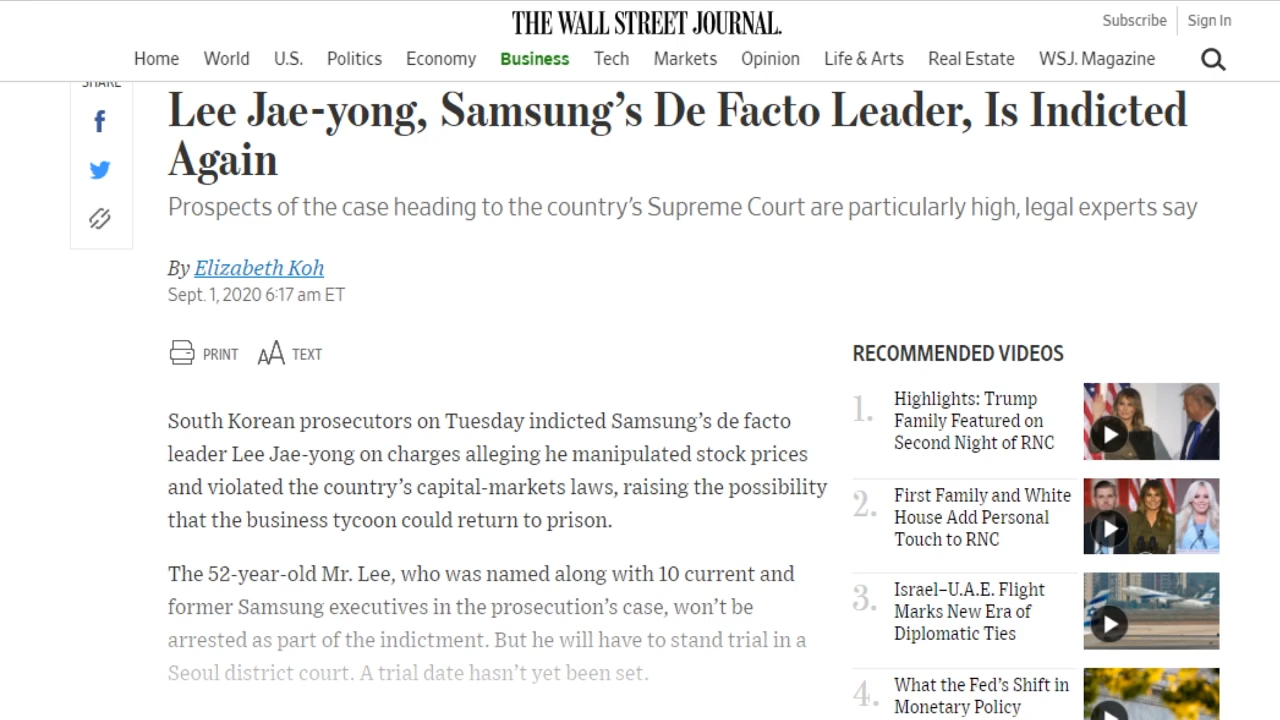 THE WALL STREET JOURNAL.
Subscribe
Sign In
Home World U.S. Politics Economy Business Tech Markets Opinion Life & Arts Real Estate WSJ. Magazine
SHARE
Lee Jae-yong, Samsung’s De Facto Leader, Is Indicted
Again
Prospects of the case heading to the country’s Supreme Court are particularly high, legal experts say
By Elizabeth Koh
Sept. 1, 2020 6:17 am ET
PRINT
AA TEXT
South Korean prosecutors on Tuesday indicted Samsung’s de facto
leader Lee Jae-yong on charges alleging he manipulated stock prices
and violated the country’s capital-markets laws, raising the possibility
that the business tycoon could return to prison.
The 52-year-old Mr. Lee, who was named along with 10 current and
former Samsung executives in the prosecution’s case, won’t be
arrested as part of the indictment. But he will have to stand trial in a
Seoul district court. A trial date hasn’t yet been set.
RECOMMENDED VIDEOS
1.
Highlights: Trump
Family Featured on
Second Night of RNC
2.
First Family and White
House Add Personal
Touch to RNC
3.
Israel–U.A.E. Flight
Marks New Era of
Diplomatic Ties
4.
What the Fed’s Shift in
Monetary Policy